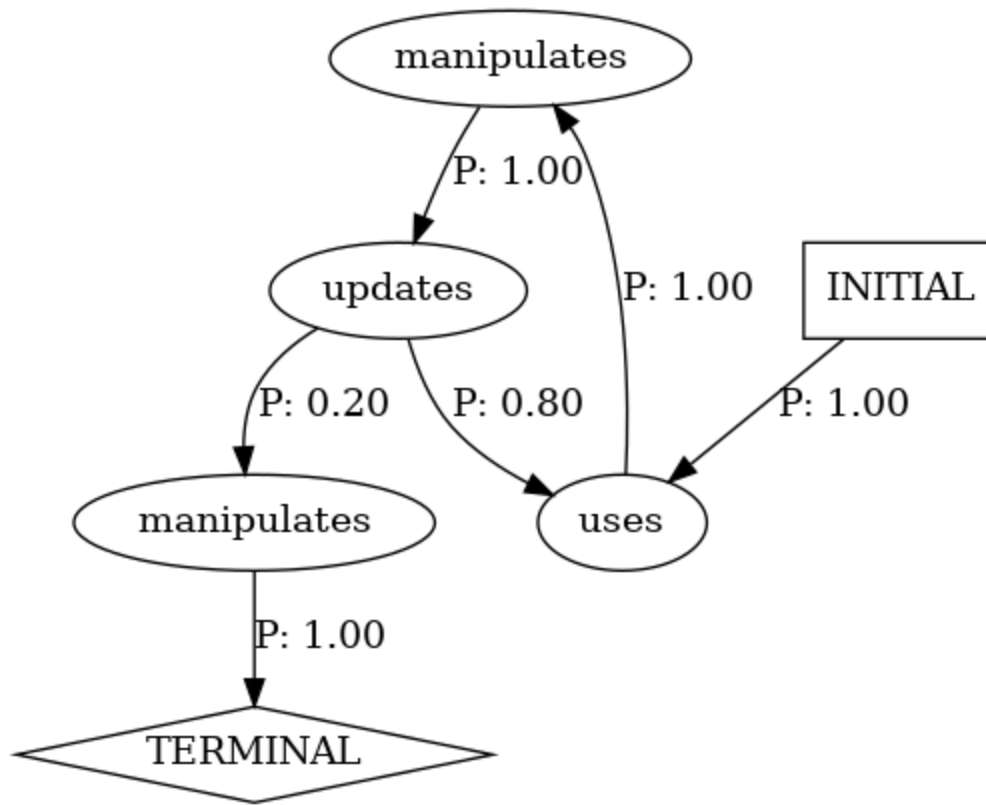 manipulates
P: 1.00
updates
P: 1.00
INITIAL
P: 0.20
P: 0.80
P: 1.00
manipulates
uses
P: 1.00
TERMINAL